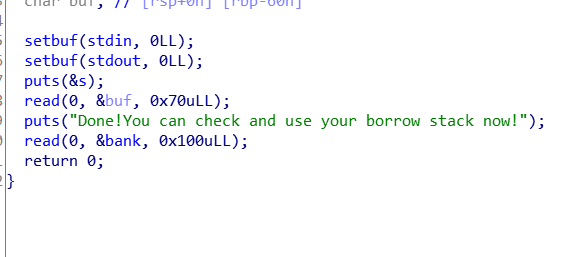 char buf; // [rsp+0h] [rbp-60h]
setbuf(stdin, 0LL);
setbuf(stdout, 0LL);
puts(&s);
read(0, &buf, 0x70uLL);
puts("Done!You can check and use your borrow stack now!");
read(0, &bank, 0x100uLL);
return 0;
}